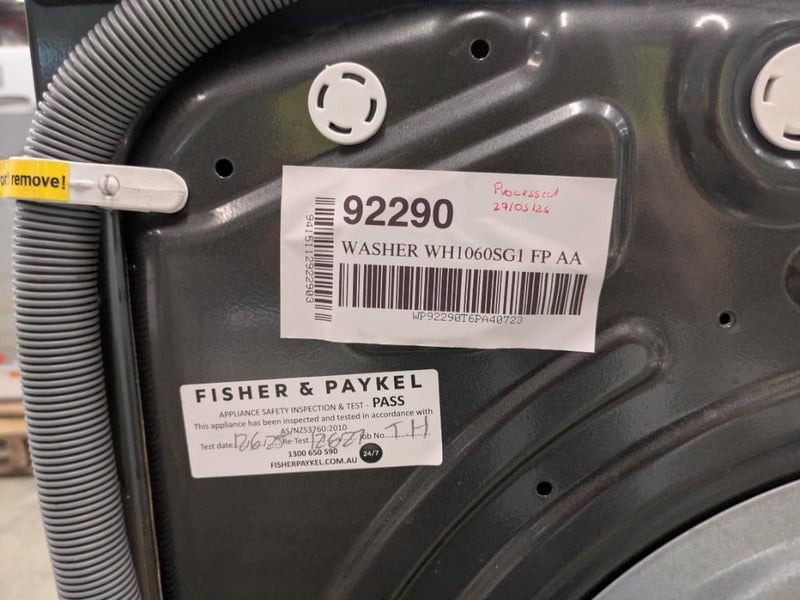 ont remove!
Processed
27/05/25
92290
9415112922903
WASHER WH1060SG1 FP AA
WP92290T6PA40723
FISHER & PAYKEL
APPLIANCE SAFETY INSPECTION & TEST - PASS
This appliance has been inspected and tested in accordance with
AS/NZS3760:2010
Test date Re-Test Job No. TH
1300 650 590
FISHERPAYKEL.COM.AU 24/7